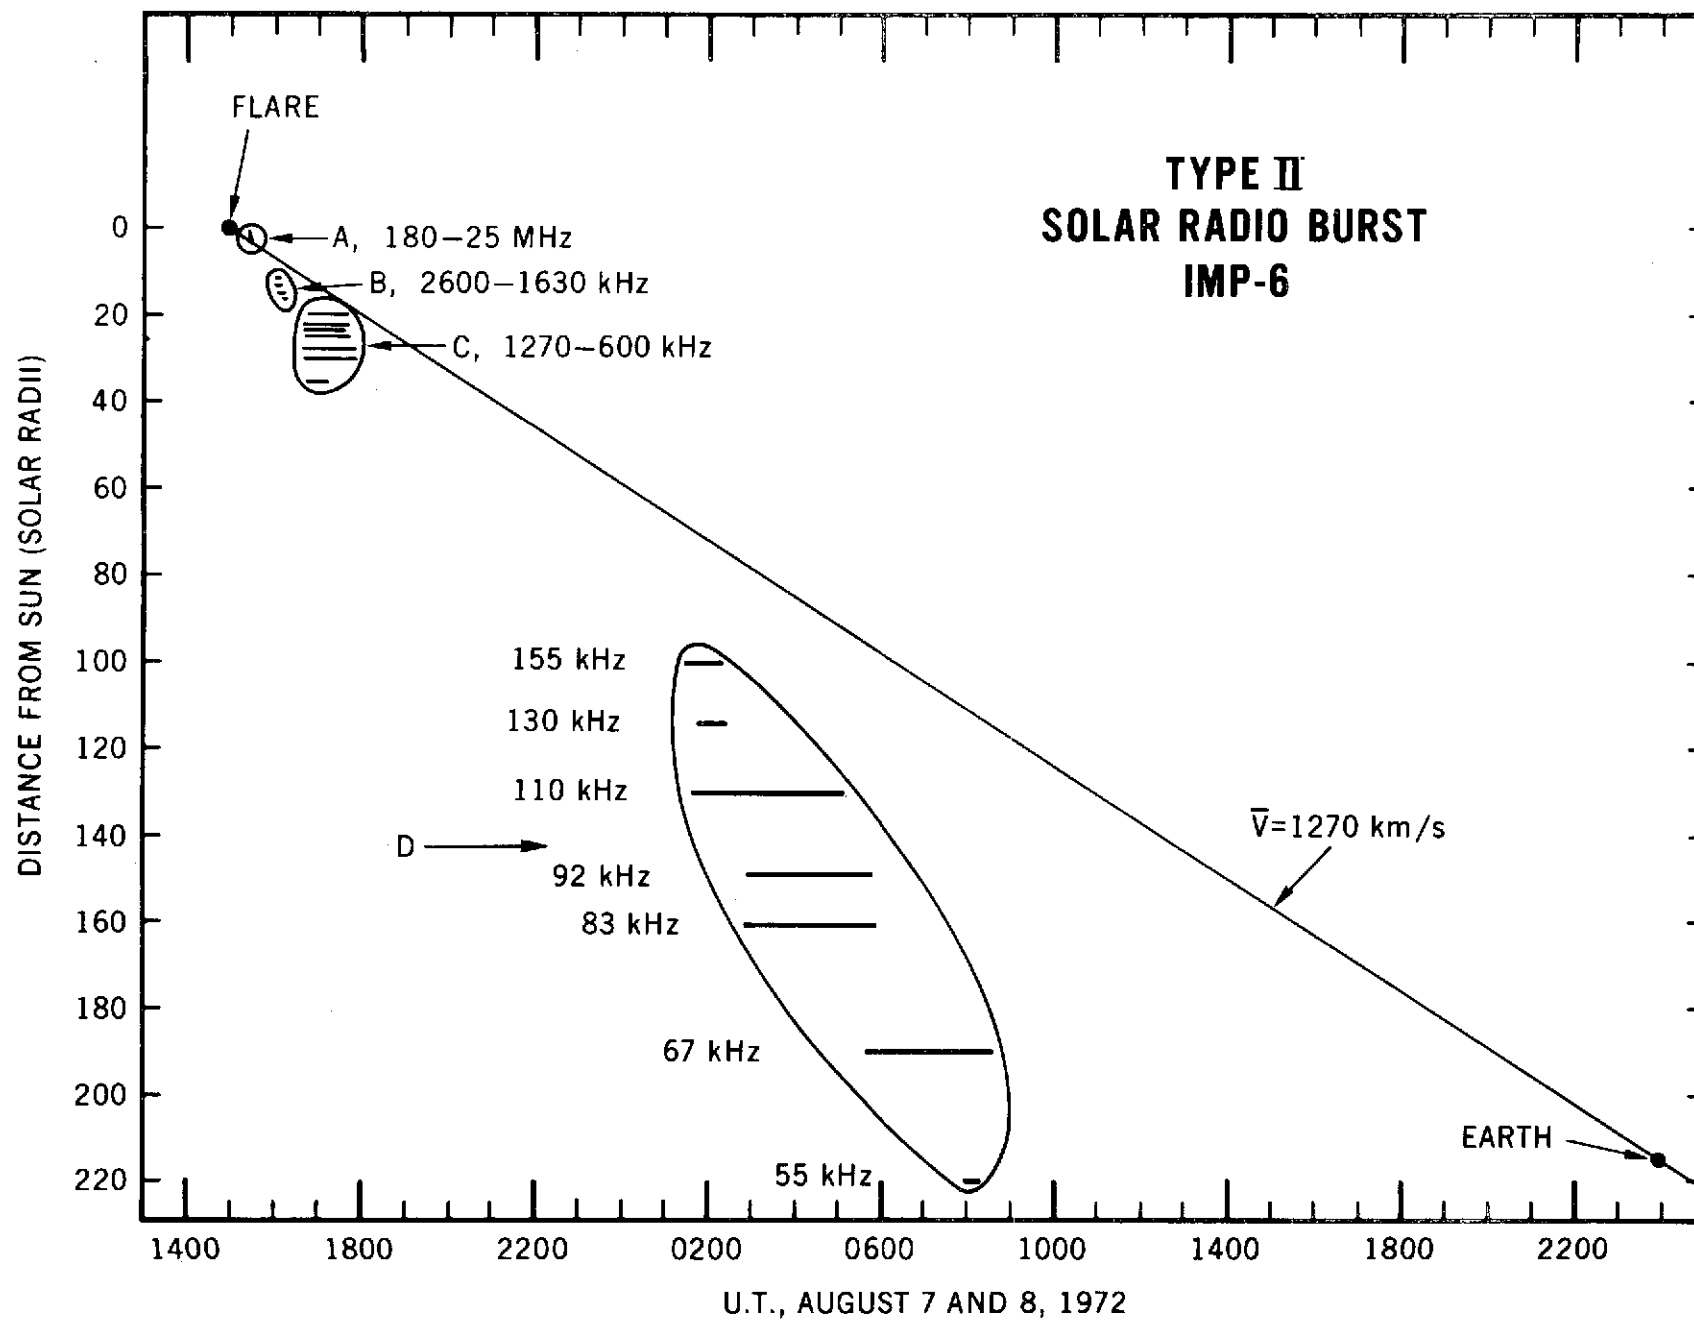 FLARE
TYPE II
SOLAR RADIO BURST
IMP-6
A, 180–25 MHz
B, 2600–1630 kHz
C, 1270–600 kHz
DISTANCE FROM SUN (SOLAR RADII)
0
20
40
60
80
100
120
140
160
180
200
220
155 kHz
130 kHz
110 kHz
D
92 kHz
83 kHz
67 kHz
55 kHz
V̅=1270 km/s
EARTH
1400 1800 2200 0200 0600 1000 1400 1800 2200
U.T., AUGUST 7 AND 8, 1972